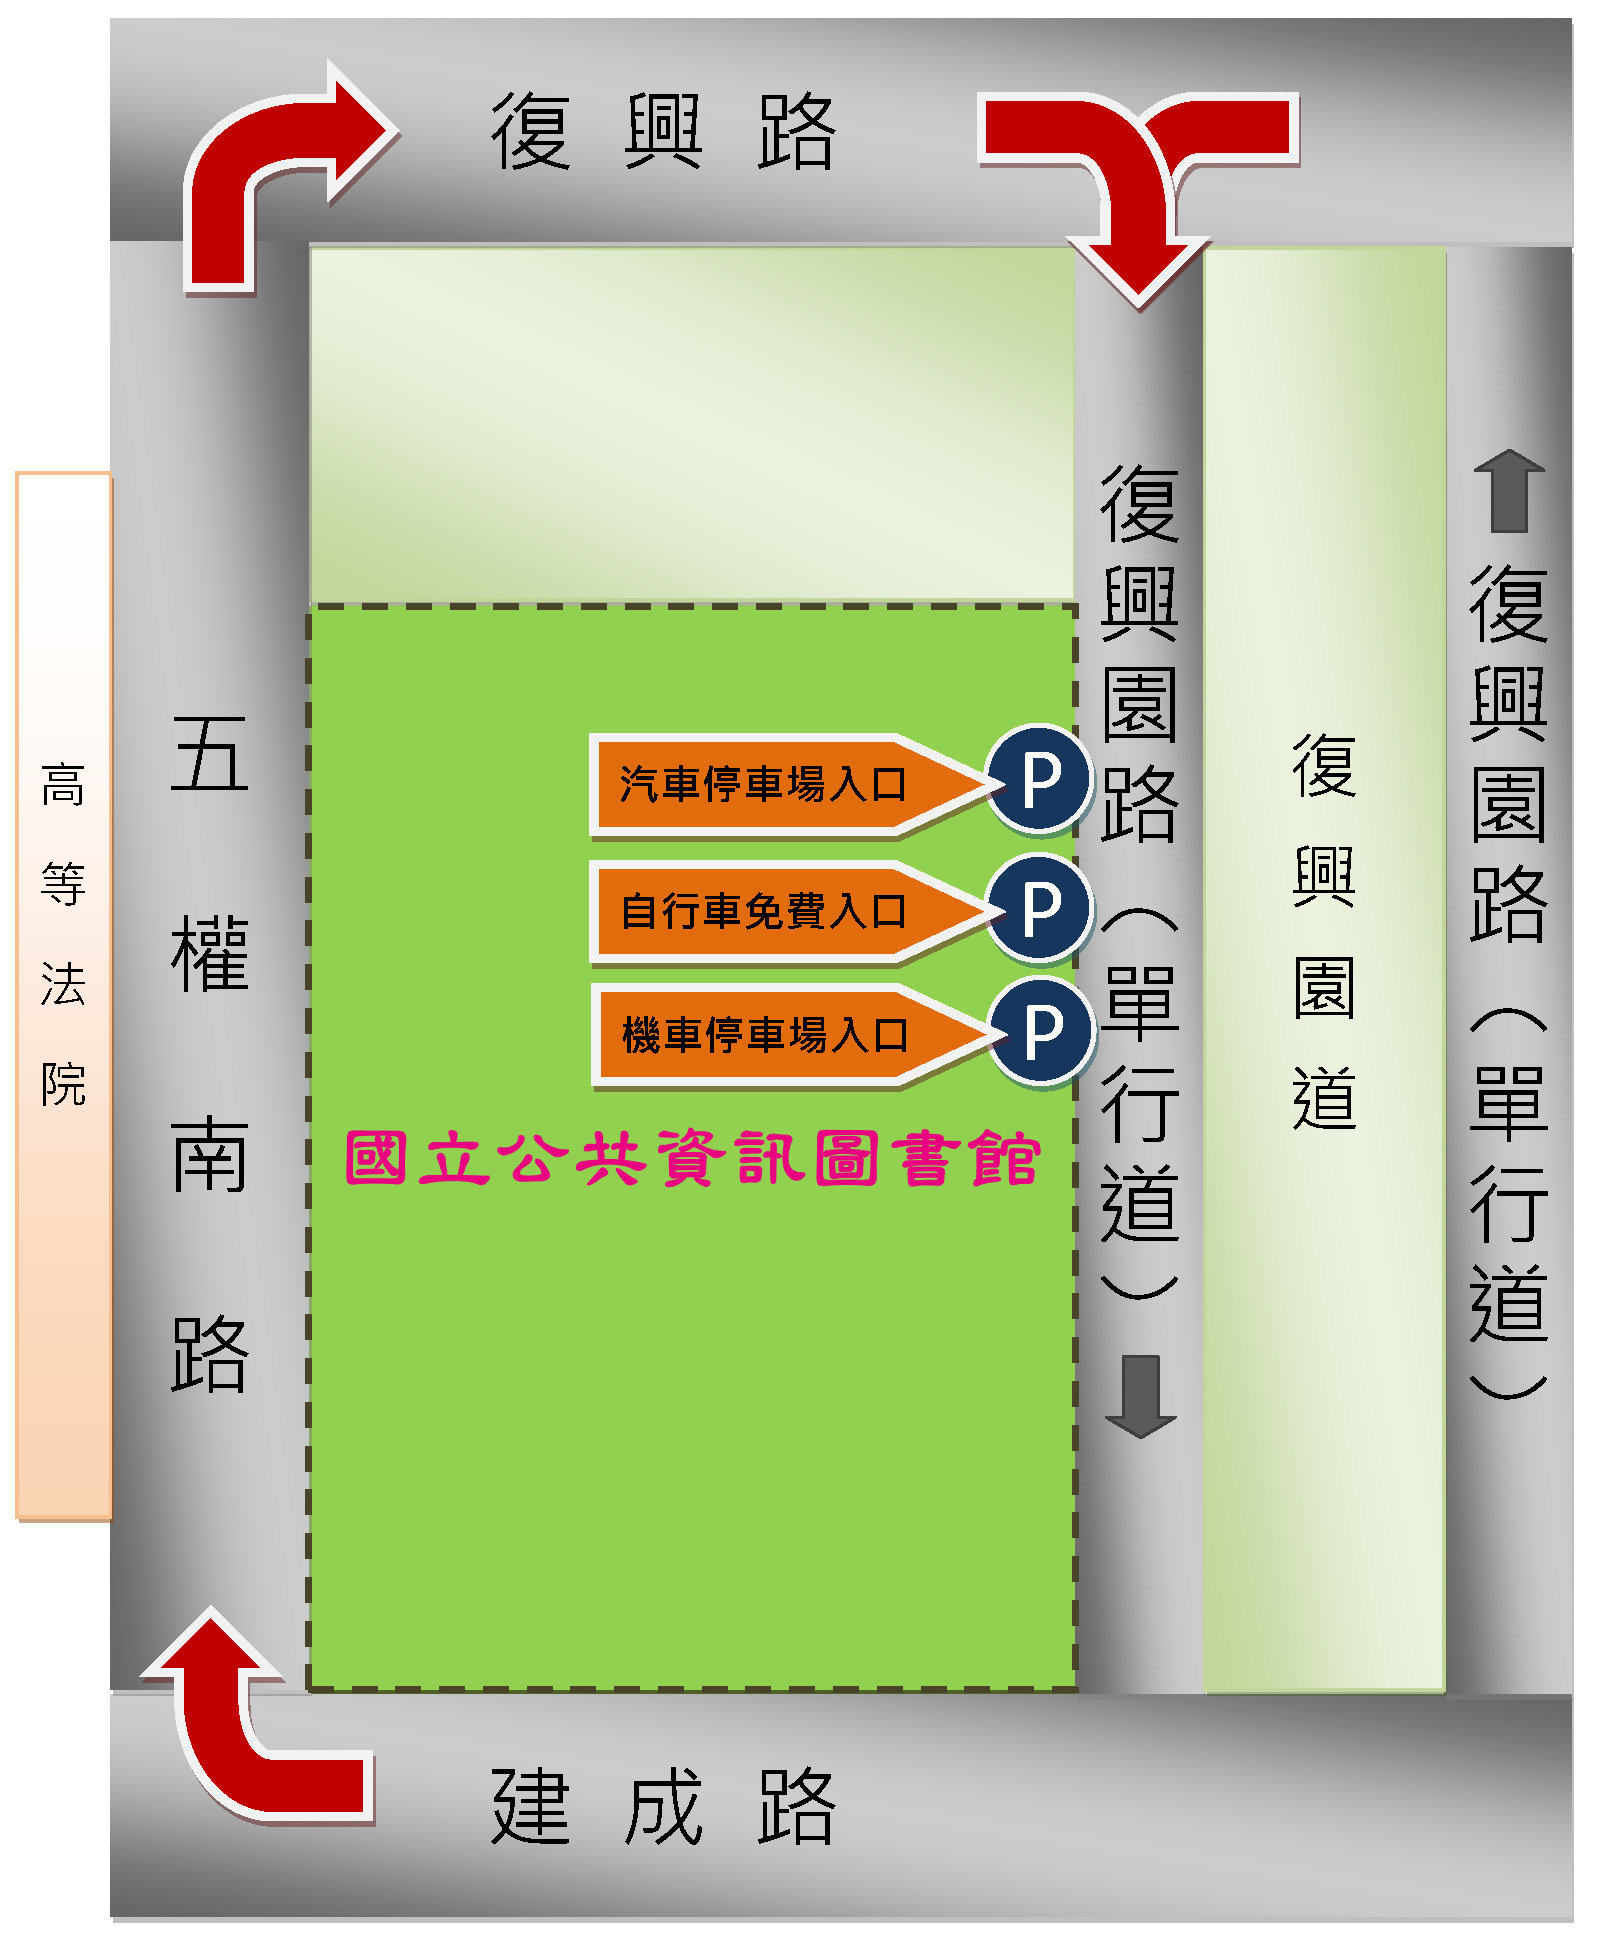 復興路
高等法院
五權南路
汽車停車場入口
P
自行車免費入口
P
機車停車場入口
P
國立公共資訊圖書館
復興園路（單行道）
復興園道
復興園路（單行道）
建成路